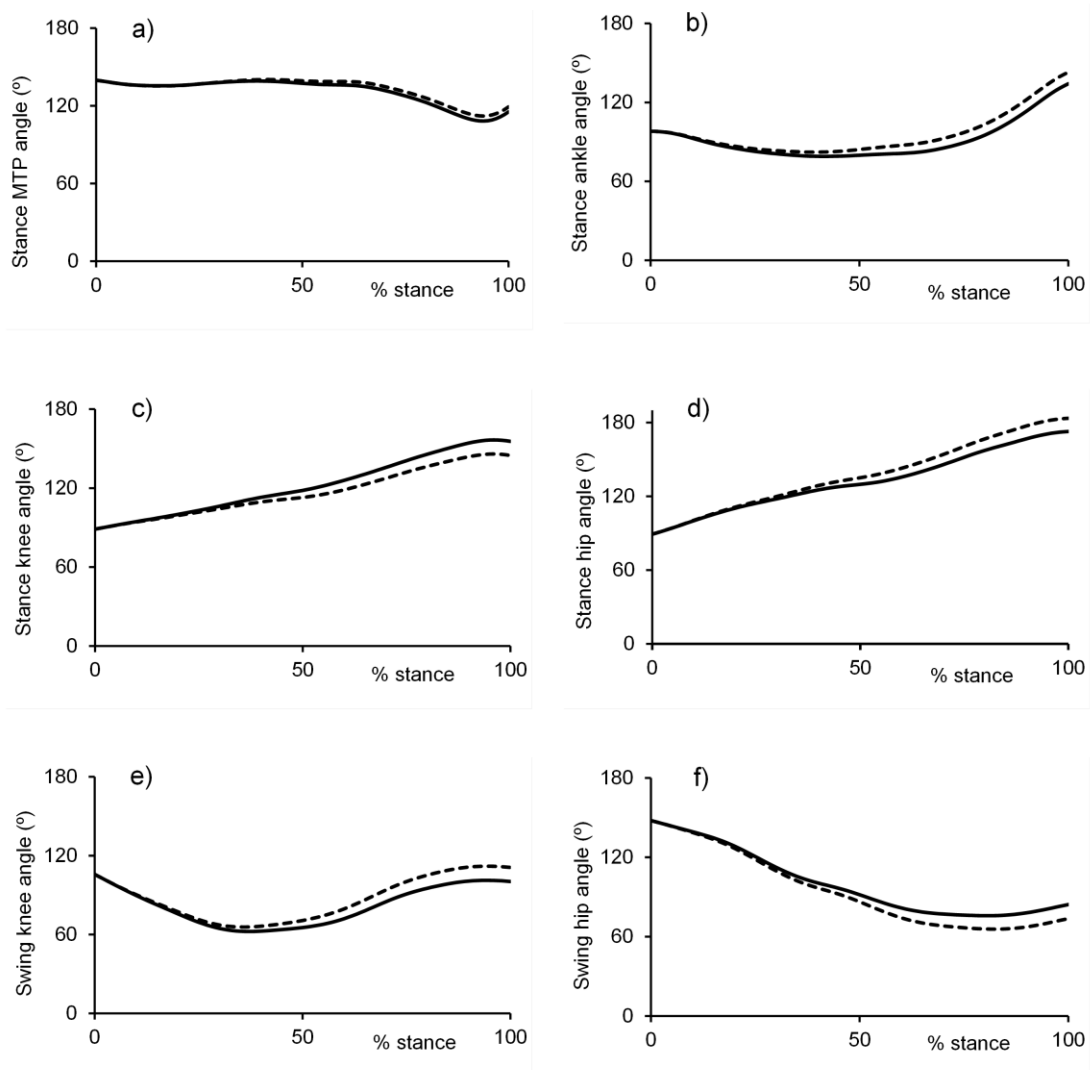 a)
180
120
60
0
Stance MTP angle (º)
0
50
% stance
100
b)
180
120
60
0
Stance ankle angle (º)
0
50
% stance
100
c)
180
120
60
0
Stance knee angle (º)
0
50
% stance
100
d)
180
120
60
0
Stance hip angle (º)
0
50
% stance
100
e)
180
120
60
0
Swing knee angle (º)
0
50
% stance
100
f)
180
120
60
0
Swing hip angle (º)
0
50
% stance
100